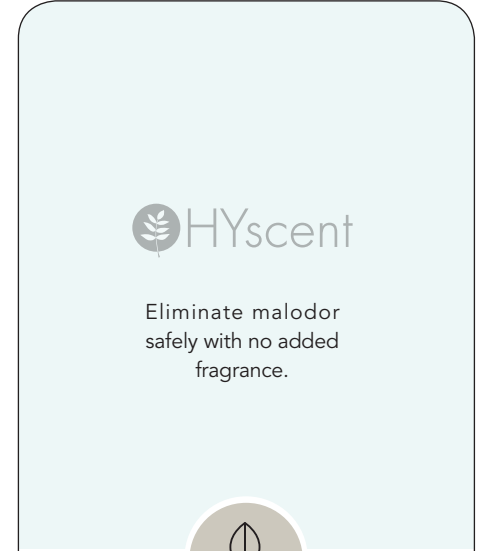 HYscent
Eliminate malodor
safely with no added
fragrance.